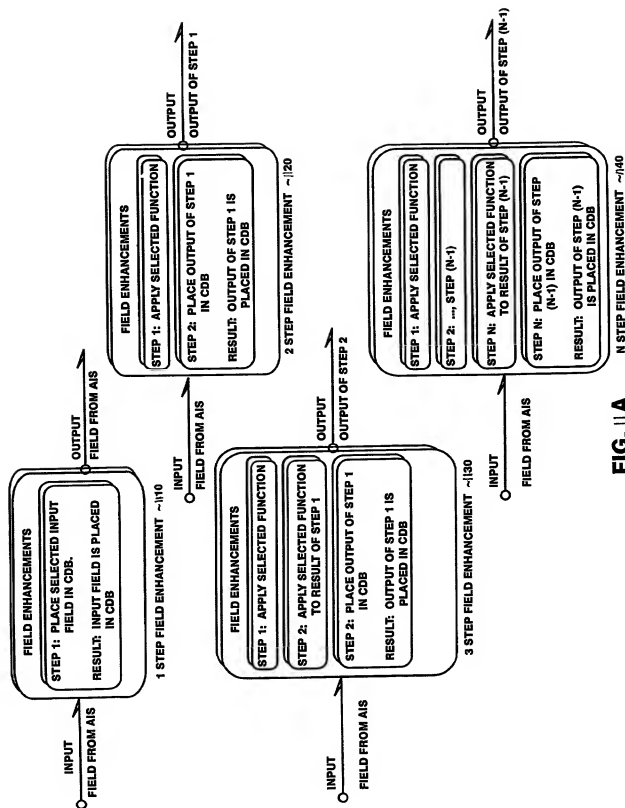 INPUT
FIELD FROM AIS
FIELD ENHANCEMENTS
STEP 1: PLACE SELECTED INPUT
FIELD IN CDB.
RESULT: INPUT FIELD IS PLACED
IN CDB
OUTPUT
FIELD FROM AIS
1 STEP FIELD ENHANCEMENT ~1110
INPUT
FIELD FROM AIS
FIELD ENHANCEMENTS
STEP 1: APPLY SELECTED FUNCTION
STEP 2: PLACE OUTPUT OF STEP 1
IN CDB
RESULT: OUTPUT OF STEP 1 IS
PLACED IN CDB
OUTPUT
OUTPUT OF STEP 1
2 STEP FIELD ENHANCEMENT ~1120
INPUT
FIELD FROM AIS
FIELD ENHANCEMENTS
STEP 1: APPLY SELECTED FUNCTION
STEP 2: APPLY SELECTED FUNCTION
TO RESULT OF STEP 1
STEP 2: PLACE OUTPUT OF STEP 1
IN CDB
RESULT: OUTPUT OF STEP 1 IS
PLACED IN CDB
OUTPUT
OUTPUT OF STEP 2
3 STEP FIELD ENHANCEMENT ~1130
INPUT
FIELD FROM AIS
FIELD ENHANCEMENTS
STEP 1: APPLY SELECTED FUNCTION
STEP 2: ..., STEP (N-1)
STEP N: APPLY SELECTED FUNCTION
TO RESULT OF STEP (N-1)
STEP N: PLACE OUTPUT OF STEP
(N-1) IN CDB
RESULT: OUTPUT OF STEP (N-1)
IS PLACED IN CDB
OUTPUT
OUTPUT OF STEP (N-1)
N STEP FIELD ENHANCEMENT ~1140
FIG. 11A